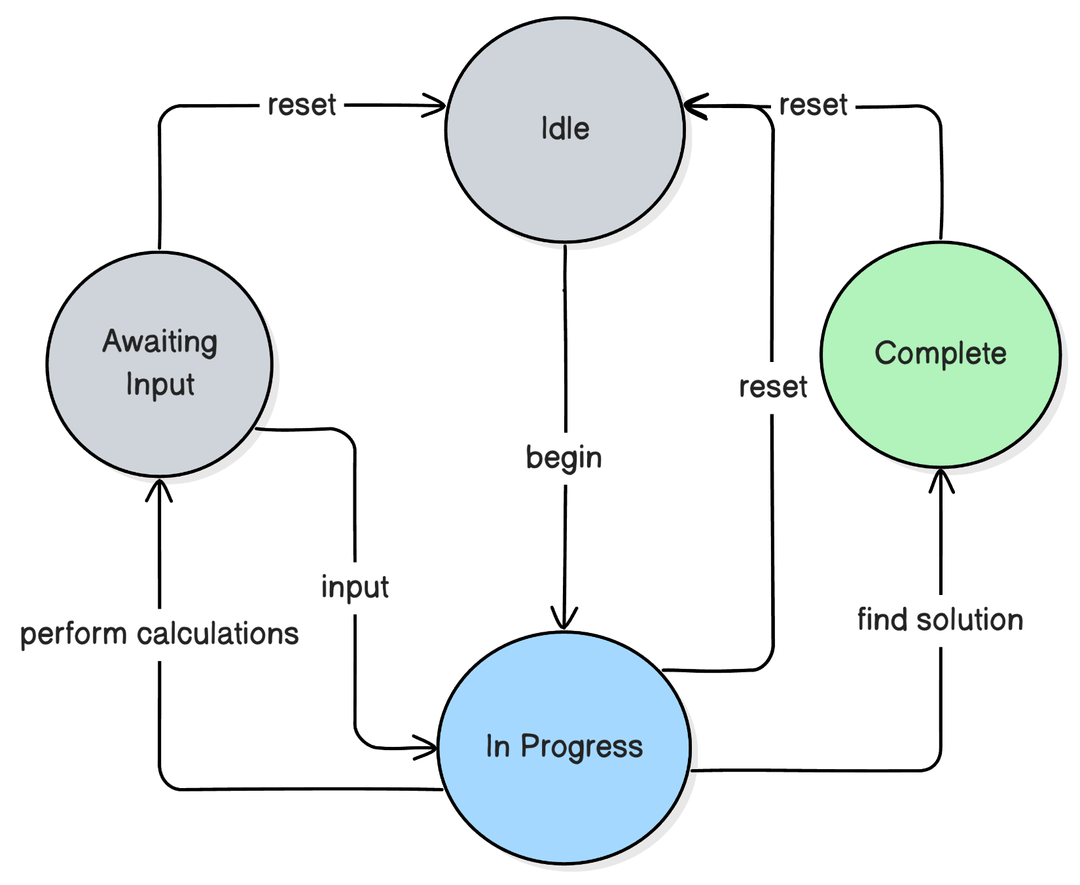 reset
Idle
reset
Awaiting
Input
Complete
reset
begin
input
perform calculations
find solution
In Progress